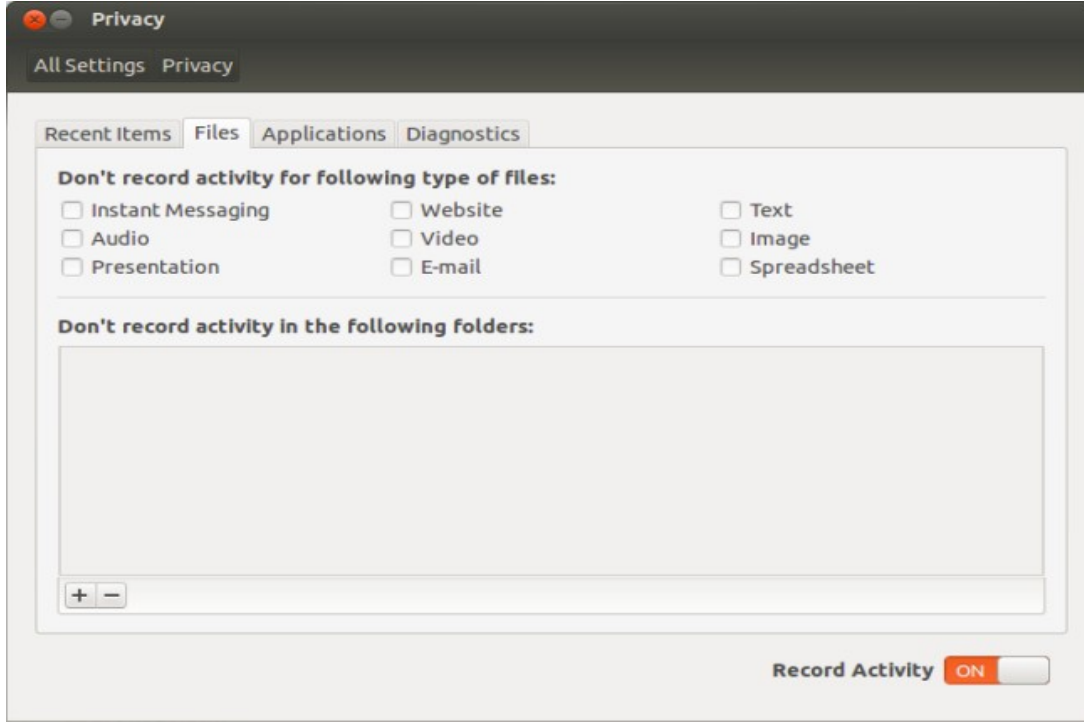 Privacy
All Settings Privacy
Recent Items Files Applications Diagnostics
Don't record activity for following type of files:
Instant Messaging Website Text
Audio Video Image
Presentation E-mail Spreadsheet
Don't record activity in the following folders:
+ −
Record Activity ON